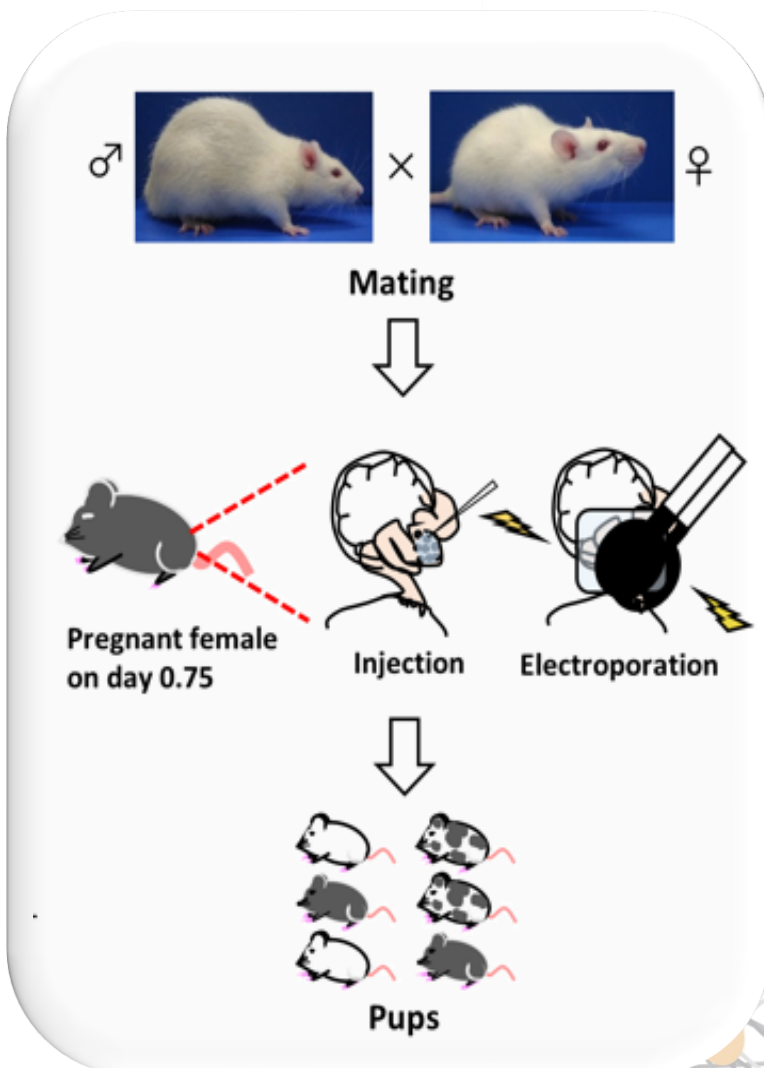 ♂ × ♀
Mating
Pregnant female
on day 0.75
Injection
Electroporation
Pups